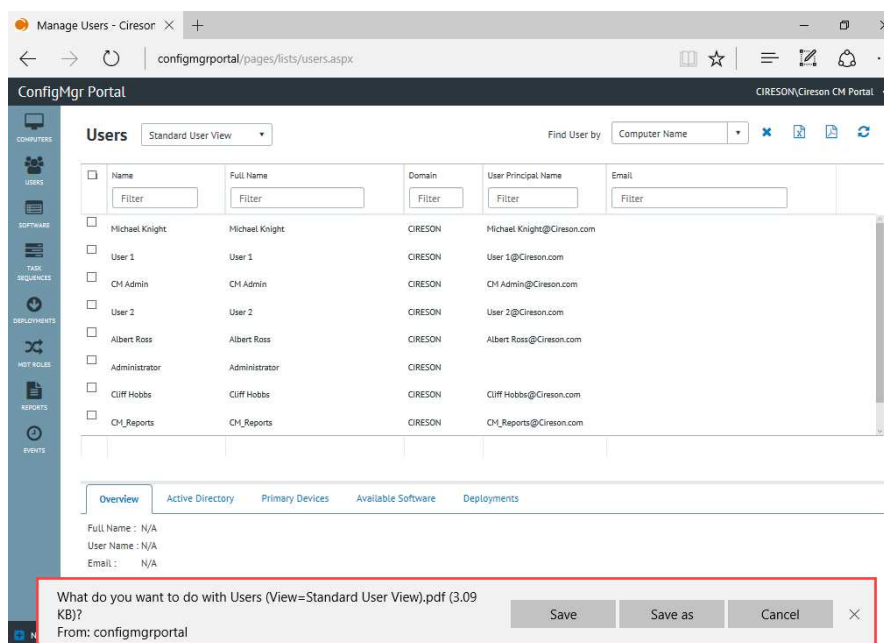 Manage Users - Cireson
configmgrportal/pages/lists/users.aspx
ConfigMgr Portal
CIRESON\Cireson CM Portal
COMPUTERS
USERS
SOFTWARE
TASK
SEQUENCES
DEPLOYMENTS
MDT ROLES
REPORTS
EVENTS
Users
Standard User View
Find User by
Computer Name
Name Full Name Domain User Principal Name Email
Filter Filter Filter Filter Filter
Michael Knight Michael Knight CIRESON Michael Knight@Cireson.com
User 1 User 1 CIRESON User 1@Cireson.com
CM Admin CM Admin CIRESON CM Admin@Cireson.com
User 2 User 2 CIRESON User 2@Cireson.com
Albert Ross Albert Ross CIRESON Albert Ross@Cireson.com
Administrator Administrator CIRESON
Cliff Hobbs Cliff Hobbs CIRESON Cliff Hobbs@Cireson.com
CM_Reports CM_Reports CIRESON CM_Reports@Cireson.com
Overview Active Directory Primary Devices Available Software Deployments
Full Name : N/A
User Name : N/A
Email : N/A
What do you want to do with Users (View=Standard User View).pdf (3.09
KB)?
From: configmgrportal
Save Save as Cancel